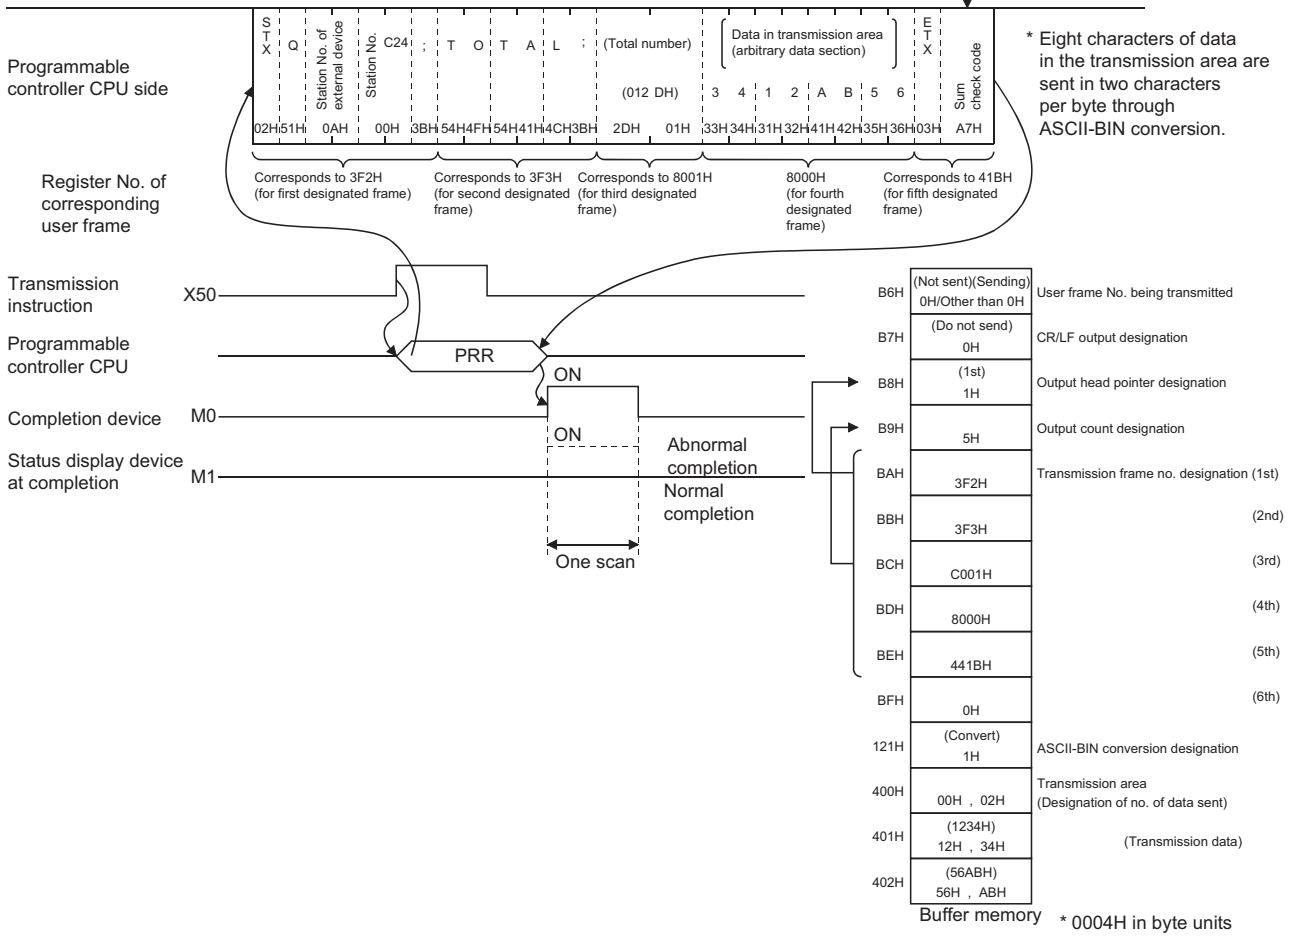 Programmable
controller CPU side
STX
Q
Station No. of
external device
Station No.
C24
;
T O T A L ;
(Total number)
(012 DH)
Data in transmission area
(arbitrary data section)
3 4 1 2 A B 5 6
ETX
Sum
check code
02H 51H 0AH 00H 3BH 54H 4FH 54H 41H 4CH 3BH 2DH 01H 33H 34H 31H 32H 41H 42H 35H 36H 03H A7H
* Eight characters of data
in the transmission area are
sent in two characters
per byte through
ASCII-BIN conversion.
Register No. of
corresponding
user frame
Corresponds to 3F2H
(for first designated frame)
Corresponds to 3F3H
(for second designated
frame)
Corresponds to 8001H
(for third designated
frame)
8000H
(for fourth
designated
frame)
Corresponds to 41BH
(for fifth designated
frame)
Transmission
instruction
X50
Programmable
controller CPU
PRR
ON
Completion device M0
ON
Status display device
at completion
M1
Abnormal
completion
Normal
completion
One scan
B6H
(Not sent)(Sending)
0H/Other than 0H
User frame No. being transmitted
B7H
(Do not send)
0H
CR/LF output designation
B8H
(1st)
1H
Output head pointer designation
B9H
5H
Output count designation
BAH
3F2H
Transmission frame no. designation (1st)
BBH
3F3H
(2nd)
BCH
C001H
(3rd)
BDH
8000H
(4th)
BEH
441BH
(5th)
BFH
0H
(6th)
121H
(Convert)
1H
ASCII-BIN conversion designation
400H
00H , 02H
Transmission area
(Designation of no. of data sent)
401H
(1234H)
12H , 34H
(Transmission data)
402H
(56ABH)
56H , ABH
Buffer memory
* 0004H in byte units